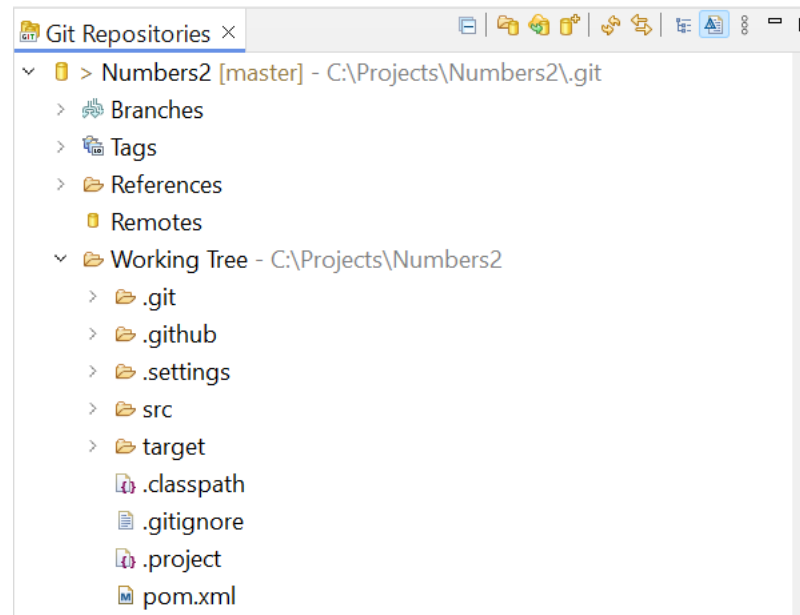 Git Repositories
> Numbers2 [master] - C:\Projects\Numbers2\.git
Branches
Tags
References
Remotes
Working Tree - C:\Projects\Numbers2
.git
.github
.settings
src
target
.classpath
.gitignore
.project
pom.xml